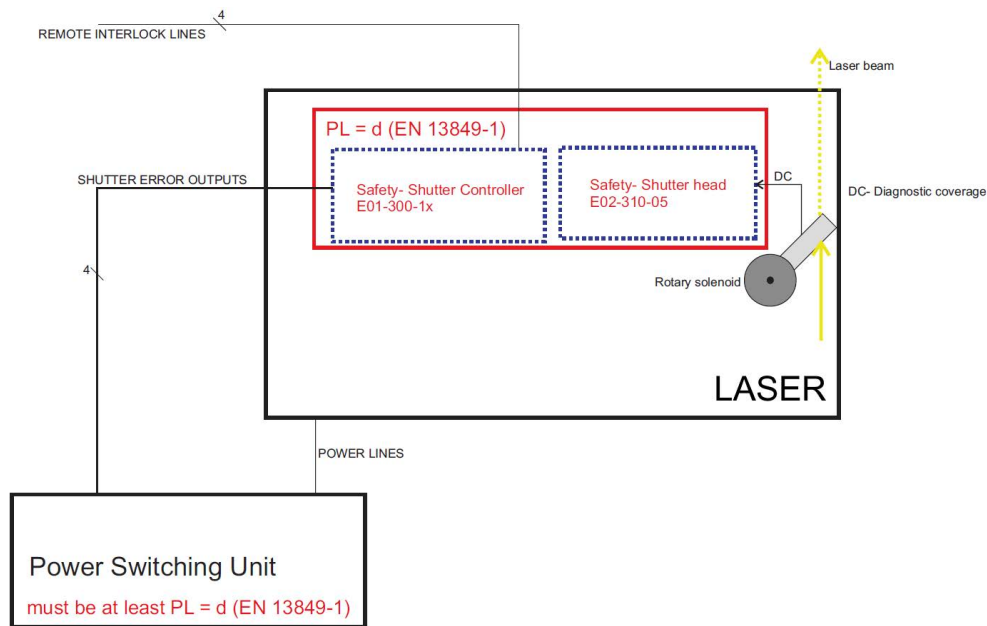 4
REMOTE INTERLOCK LINES
Laser beam
PL = d (EN 13849-1)
SHUTTER ERROR OUTPUTS
Safety- Shutter Controller
E01-300-1x
Safety- Shutter head
E02-310-05
DC
DC- Diagnostic coverage
4
Rotary solenoid
LASER
POWER LINES
Power Switching Unit
must be at least PL = d (EN 13849-1)